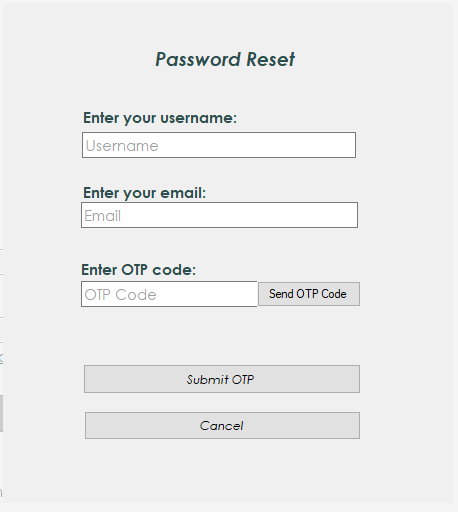 Password Reset
Enter your username:
Username
Enter your email:
Email
Enter OTP code:
OTP Code
Send OTP Code
Submit OTP
Cancel